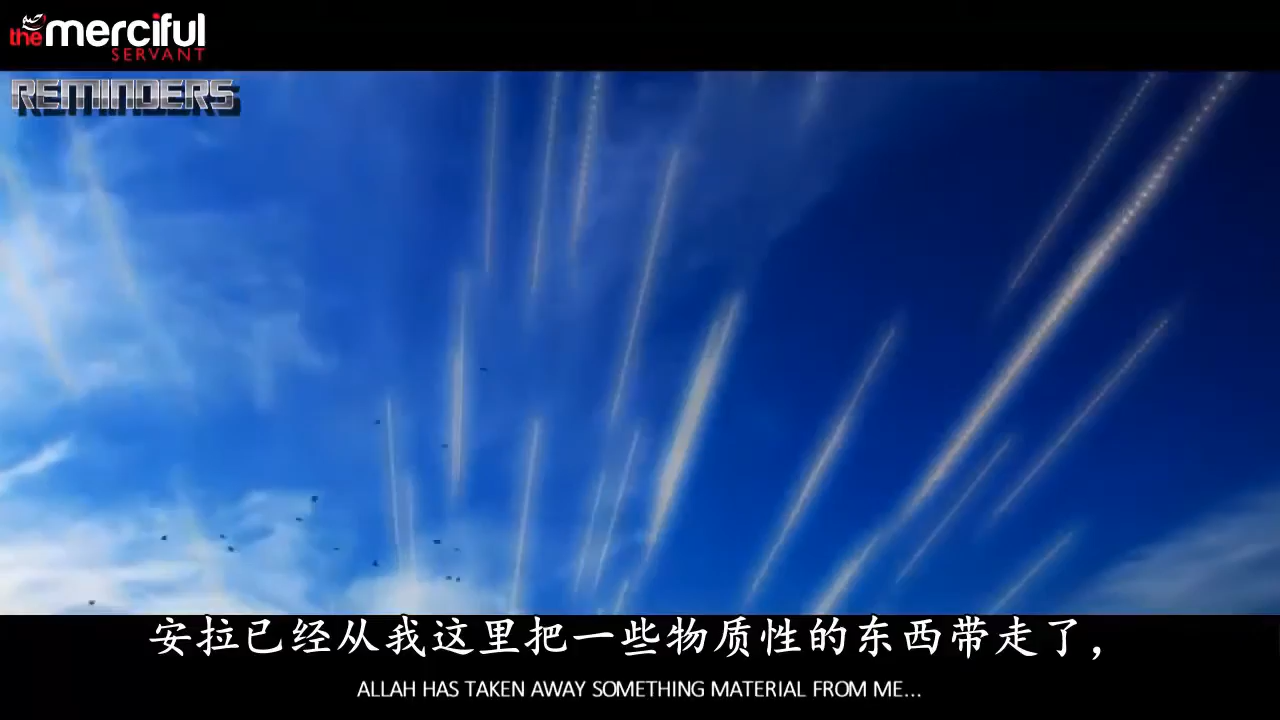 the merciful
SERVANT
REMINDERS
安拉已经从我这里把一些物质性的东西带走了，
ALLAH HAS TAKEN AWAY SOMETHING MATERIAL FROM ME...